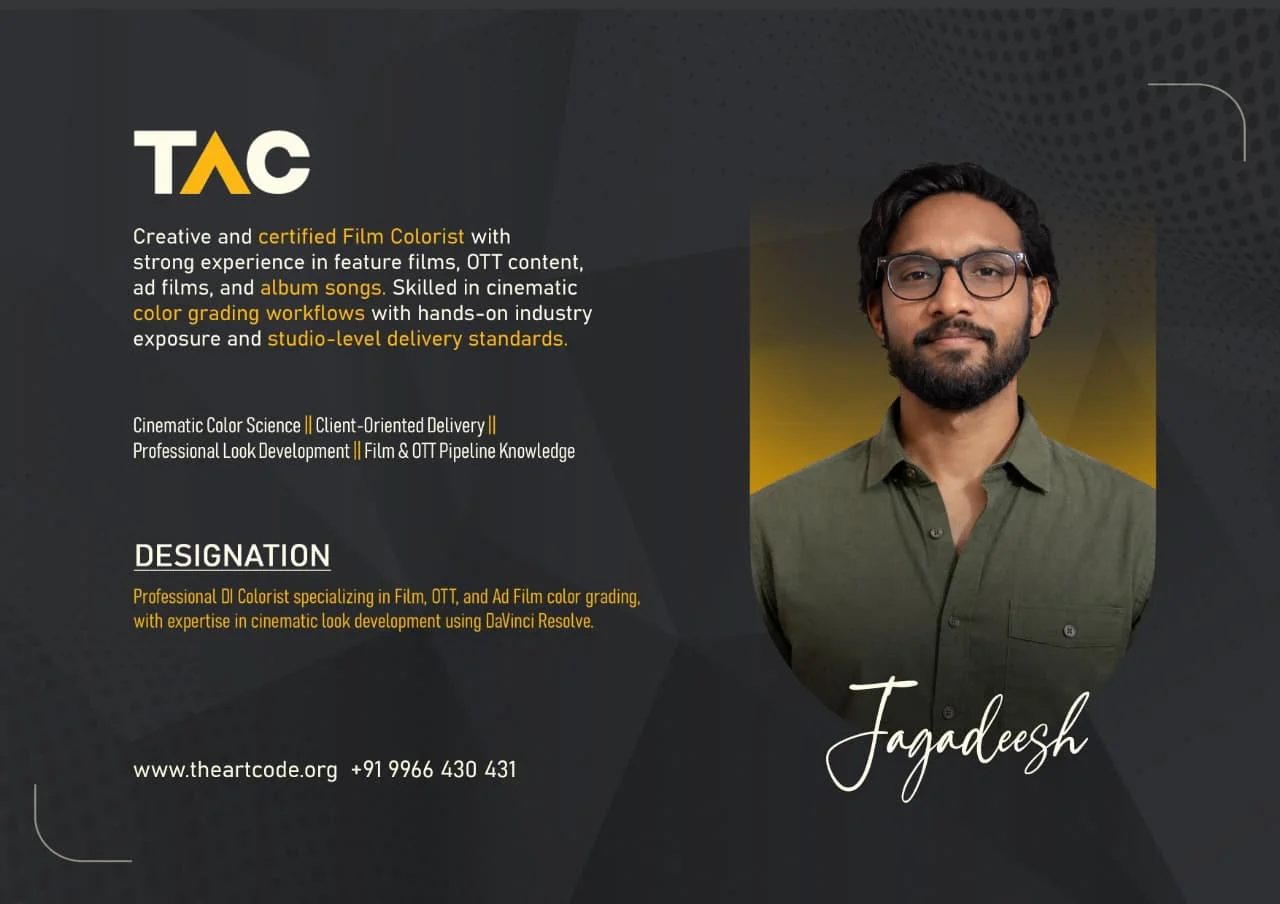 TAC
Creative and certified Film Colorist with
strong experience in feature films, OTT content,
ad films, and album songs. Skilled in cinematic
color grading workflows with hands-on industry
exposure and studio-level delivery standards.
Cinematic Color Science || Client-Oriented Delivery ||
Professional Look Development || Film & OTT Pipeline Knowledge
DESIGNATION
Professional DI Colorist specializing in Film, OTT, and Ad Film color grading,
with expertise in cinematic look development using DaVinci Resolve.
Jagadeesh
www.theartcode.org +91 9966 430 431